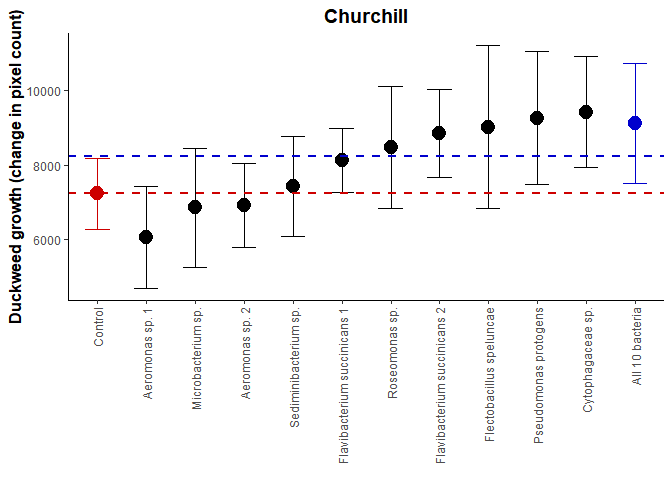 Churchill
Duckweed growth (change in pixel count)
10000
8000
6000
Control
Aeromonas sp. 1
Microbacterium sp.
Aeromonas sp. 2
Sediminibacterium sp.
Flavibacterium succinicans 1
Roseomonas sp.
Flavibacterium succinicans 2
Flectobacillus speluncae
Pseudomonas protogens
Cytophagaceae sp.
All 10 bacteria